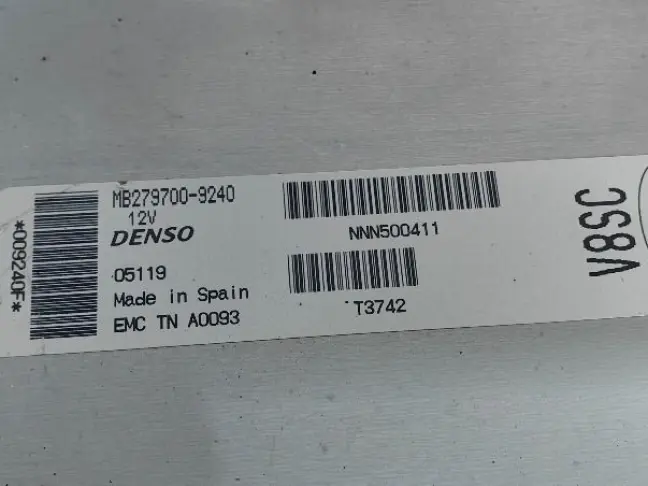 *009240F*
MB279700-9240
12V
DENSO
05119
Made in Spain
EMC TN A0093
NNN500411
T3742
V8SC